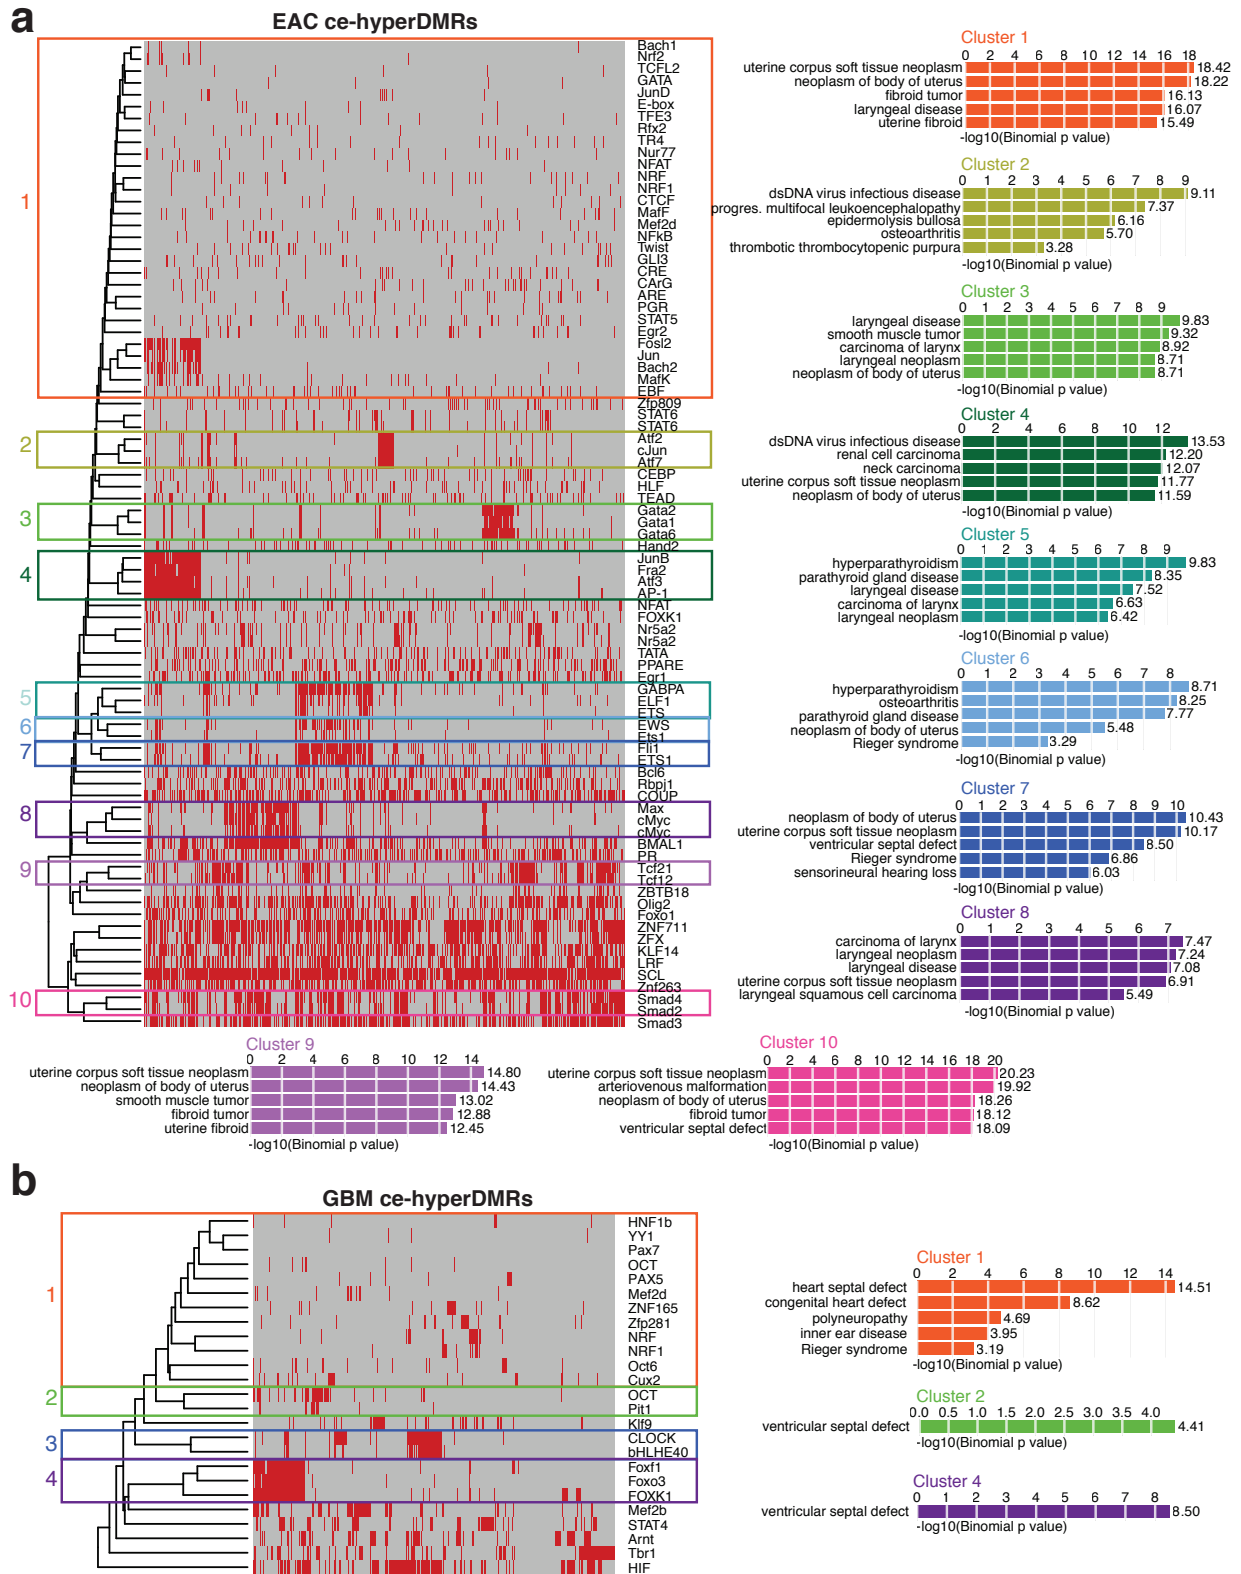 a
EAC ce-hyperDMRs
1
2
3
4
5
6
7
8
9
10
Bach1
Nrf2
TCFL2
GATA
JunD
E-box
TFE3
Rfx2
TR4
Nur77
NFAT
NRF
NRF1
CTCF
MafF
Mef2d
NFkB
Twist
GLI3
CRE
CArG
ARE
PGR
STAT5
Egr2
Fosl2
Jun
Bach2
MafK
EBF
Zfp809
STAT6
STAT6
Atf2
cJun
Atf7
CEBP
HLF
TEAD
Gata2
Gata1
Gata6
Hand2
JunB
Fra2
Atf3
AP-1
NFAT
FOXK1
Nr5a2
Nr5a2
TATA
PPARE
Egr1
GABPA
ELF1
ETS
EWS
Ets1
Fli1
ETS1
Bcl6
Rbpj1
COUP
Max
cMyc
cMyc
BMAL1
PR
Tcf21
Tcf12
ZBTB18
Olig2
Foxo1
ZNF711
ZFX
KLF14
LRF
SCL
Znf263
Smad4
Smad2
Smad3
Cluster 1
0 2 4 6 8 10 12 14 16 18
uterine corpus soft tissue neoplasm 18.42
neoplasm of body of uterus 18.22
fibroid tumor 16.13
laryngeal disease 16.07
uterine fibroid 15.49
-log10(Binomial p value)
Cluster 2
0 1 2 3 4 5 6 7 8 9
dsDNA virus infectious disease 9.11
progres. multifocal leukoencephalopathy 7.37
epidermolysis bullosa 6.16
osteoarthritis 5.70
thrombotic thrombocytopenic purpura 3.28
-log10(Binomial p value)
Cluster 3
0 1 2 3 4 5 6 7 8 9
laryngeal disease 9.83
smooth muscle tumor 9.32
carcinoma of larynx 8.92
laryngeal neoplasm 8.71
neoplasm of body of uterus 8.71
-log10(Binomial p value)
Cluster 4
0 2 4 6 8 10 12
dsDNA virus infectious disease 13.53
renal cell carcinoma 12.20
neck carcinoma 12.07
uterine corpus soft tissue neoplasm 11.77
neoplasm of body of uterus 11.59
-log10(Binomial p value)
Cluster 5
0 1 2 3 4 5 6 7 8 9
hyperparathyroidism 9.83
parathyroid gland disease 8.35
laryngeal disease 7.52
carcinoma of larynx 6.63
laryngeal neoplasm 6.42
-log10(Binomial p value)
Cluster 6
0 1 2 3 4 5 6 7 8
hyperparathyroidism 8.71
osteoarthritis 8.25
parathyroid gland disease 7.77
neoplasm of body of uterus 5.48
Rieger syndrome 3.29
-log10(Binomial p value)
Cluster 7
0 1 2 3 4 5 6 7 8 9 10
neoplasm of body of uterus 10.43
uterine corpus soft tissue neoplasm 10.17
ventricular septal defect 8.50
Rieger syndrome 6.86
sensorineural hearing loss 6.03
-log10(Binomial p value)
Cluster 8
0 1 2 3 4 5 6 7
carcinoma of larynx 7.47
laryngeal neoplasm 7.24
laryngeal disease 7.08
uterine corpus soft tissue neoplasm 6.91
laryngeal squamous cell carcinoma 5.49
-log10(Binomial p value)
Cluster 9
0 2 4 6 8 10 12 14
uterine corpus soft tissue neoplasm 14.80
neoplasm of body of uterus 14.43
smooth muscle tumor 13.02
fibroid tumor 12.88
uterine fibroid 12.45
-log10(Binomial p value)
Cluster 10
0 2 4 6 8 10 12 14 16 18 20
uterine corpus soft tissue neoplasm 20.23
arteriovenous malformation 19.92
neoplasm of body of uterus 18.26
fibroid tumor 18.12
ventricular septal defect 18.09
-log10(Binomial p value)
b
GBM ce-hyperDMRs
1
2
3
4
HNF1b
YY1
Pax7
OCT
PAX5
Mef2d
ZNF165
Zfp281
NRF
NRF1
Oct6
Cux2
OCT
Pit1
Klf9
CLOCK
bHLHE40
Foxf1
Foxo3
FOXK1
Mef2b
STAT4
Arnt
Tbr1
HIF
Cluster 1
0 2 4 6 8 10 12 14
heart septal defect 14.51
congenital heart defect 8.62
polyneuropathy 4.69
inner ear disease 3.95
Rieger syndrome 3.19
-log10(Binomial p value)
Cluster 2
0.0 0.5 1.0 1.5 2.0 2.5 3.0 3.5 4.0
ventricular septal defect 4.41
-log10(Binomial p value)
Cluster 4
0 1 2 3 4 5 6 7 8
ventricular septal defect 8.50
-log10(Binomial p value)